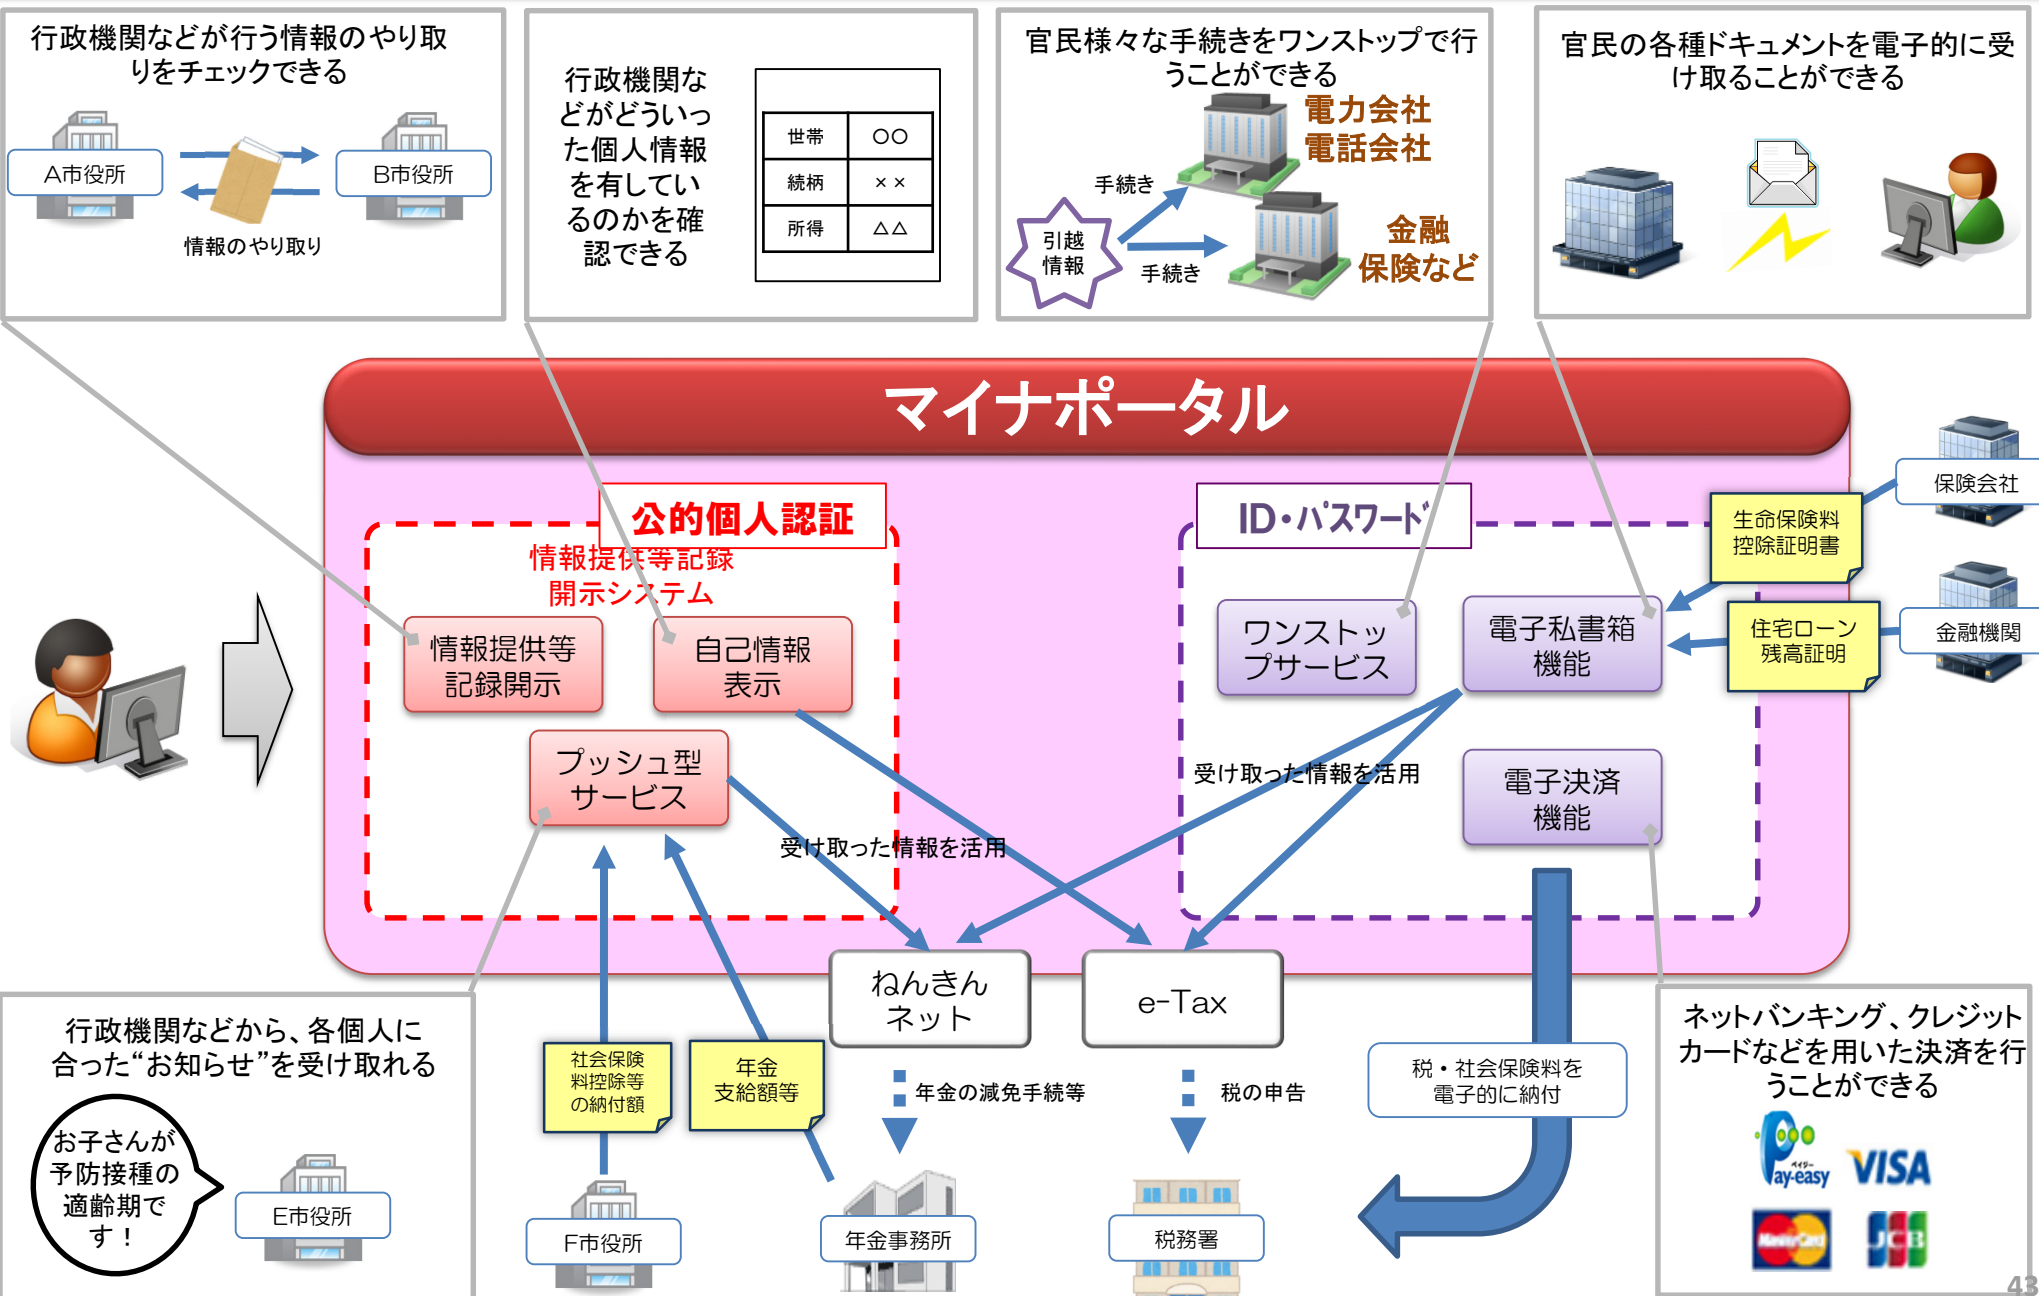 行政機関などが行う情報のやり取
りをチェックできる
A市役所
B市役所
情報のやり取り
行政機関な
どがどういっ
た個人情報
を有してい
るのかを確
認できる
世帯 〇〇
続柄 ××
所得 △△
官民様々な手続きをワンストップで行
うことができる
電力会社
電話会社
手続き
引越
情報
手続き
金融
保険など
官民の各種ドキュメントを電子的に受
け取ることができる
マイナポータル
公的個人認証
情報提供等記録
開示システム
情報提供等
記録開示
自己情報
表示
プッシュ型
サービス
受け取った情報を活用
ID・パスワード
ワンストッ
プサービス
電子私書箱
機能
受け取った情報を活用
電子決済
機能
生命保険料
控除証明書
保険会社
住宅ローン
残高証明
金融機関
ねんきん
ネット
e-Tax
行政機関などから、各個人に
合った“お知らせ”を受け取れる
お子さんが
予防接種の
適齢期で
す！
E市役所
社会保険
料控除等
の納付額
F市役所
年金
支給額等
年金の減免手続等
年金事務所
税の申告
税務署
税・社会保険料を
電子的に納付
ネットバンキング、クレジット
カードなどを用いた決済を行
うことができる
ペイジー
Pay-easy
VISA
MasterCard
JCB
43